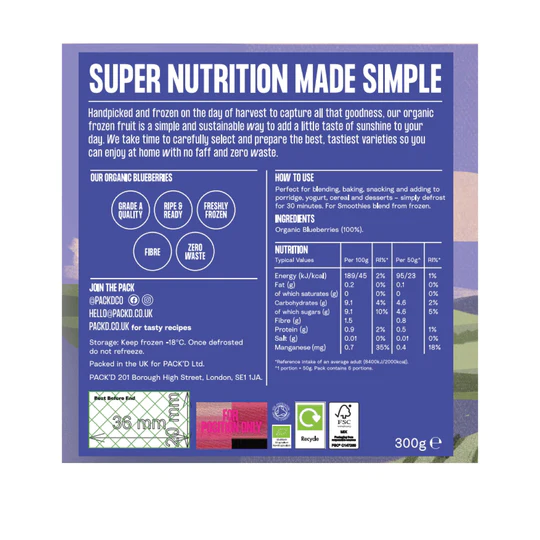 SUPER NUTRITION MADE SIMPLE
Handpicked and frozen on the day of harvest to capture all that goodness, our organic
frozen fruit is a simple and sustainable way to add a little taste of sunshine to your
day. We take time to carefully select and prepare the best, tastiest varieties so you
can enjoy at home with no faff and zero waste.
OUR ORGANIC BLUEBERRIES
GRADE A
QUALITY
RIPE &
READY
FRESHLY
FROZEN
FIBRE
ZERO
WASTE
JOIN THE PACK
@PACKDCO
HELLO@PACKD.CO.UK
PACKD.CO.UK for tasty recipes
Storage: Keep frozen -18°C. Once defrosted
do not refreeze.
Packed in the UK for PACK'D Ltd.
PACK'D 201 Borough High Street, London, SE1 1JA.
HOW TO USE
Perfect for blending, baking, snacking and adding to
porridge, yogurt, cereal and desserts – simply defrost
for 30 minutes. For Smoothies blend from frozen.
INGREDIENTS
Organic Blueberries (100%).
NUTRITION
Typical Values Per 100g RI%* Per 50g^ RI%*
Energy (kJ/kcal) 189/45 2% 95/23 1%
Fat (g) 0.2 0% 0.1 0%
of which saturates (g) 0 0% 0 0%
Carbohydrates (g) 9.1 4% 4.6 2%
of which sugars (g) 9.1 10% 4.6 5%
Fibre (g) 1.5 0.8
Protein (g) 0.9 2% 0.5 1%
Salt (g) 0.01 0% 0.01 0%
Manganese (mg) 0.7 35% 0.4 18%
*Reference intake of an average adult (8400kJ/2000kcal).
^1 portion = 50g. Pack contains 6 portions.
Best Before End
36 mm
20 mm
FOR
POSITION ONLY
Recycle
FSC
MIX
300g ℮